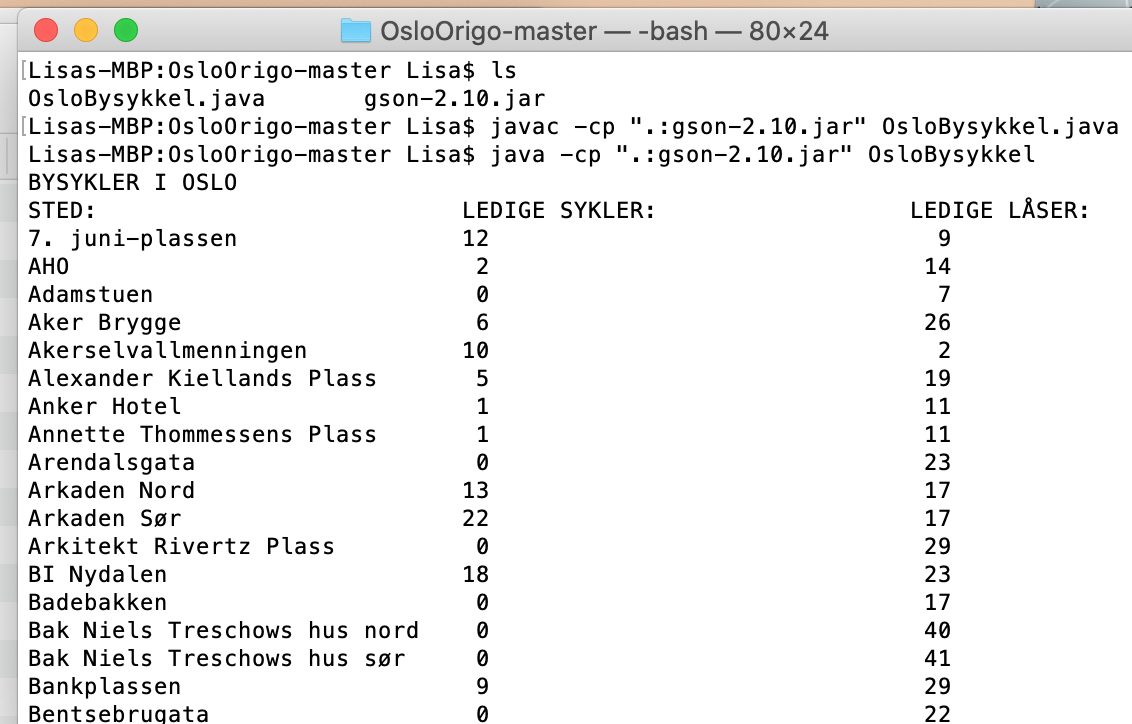 OsloOrigo-master — -bash — 80×24
[Lisas-MBP:OsloOrigo-master Lisa$ ls
OsloBysykkel.java       gson-2.10.jar
[Lisas-MBP:OsloOrigo-master Lisa$ javac -cp ".:gson-2.10.jar" OsloBysykkel.java
Lisas-MBP:OsloOrigo-master Lisa$ java -cp ".:gson-2.10.jar" OsloBysykkel
BYSYKLER I OSLO
STED:                          LEDIGE SYKLER:                  LEDIGE LÅSER:
7. juni-plassen                12                                9
AHO                             2                               14
Adamstuen                       0                                7
Aker Brygge                     6                               26
Akerselvallmenningen           10                                2
Alexander Kiellands Plass       5                               19
Anker Hotel                     1                               11
Annette Thommessens Plass       1                               11
Arendalsgata                    0                               23
Arkaden Nord                   13                               17
Arkaden Sør                    22                               17
Arkitekt Rivertz Plass          0                               29
BI Nydalen                     18                               23
Badebakken                      0                               17
Bak Niels Treschows hus nord    0                               40
Bak Niels Treschows hus sør     0                               41
Bankplassen                     9                               29
Bentsebrugata                   0                               22